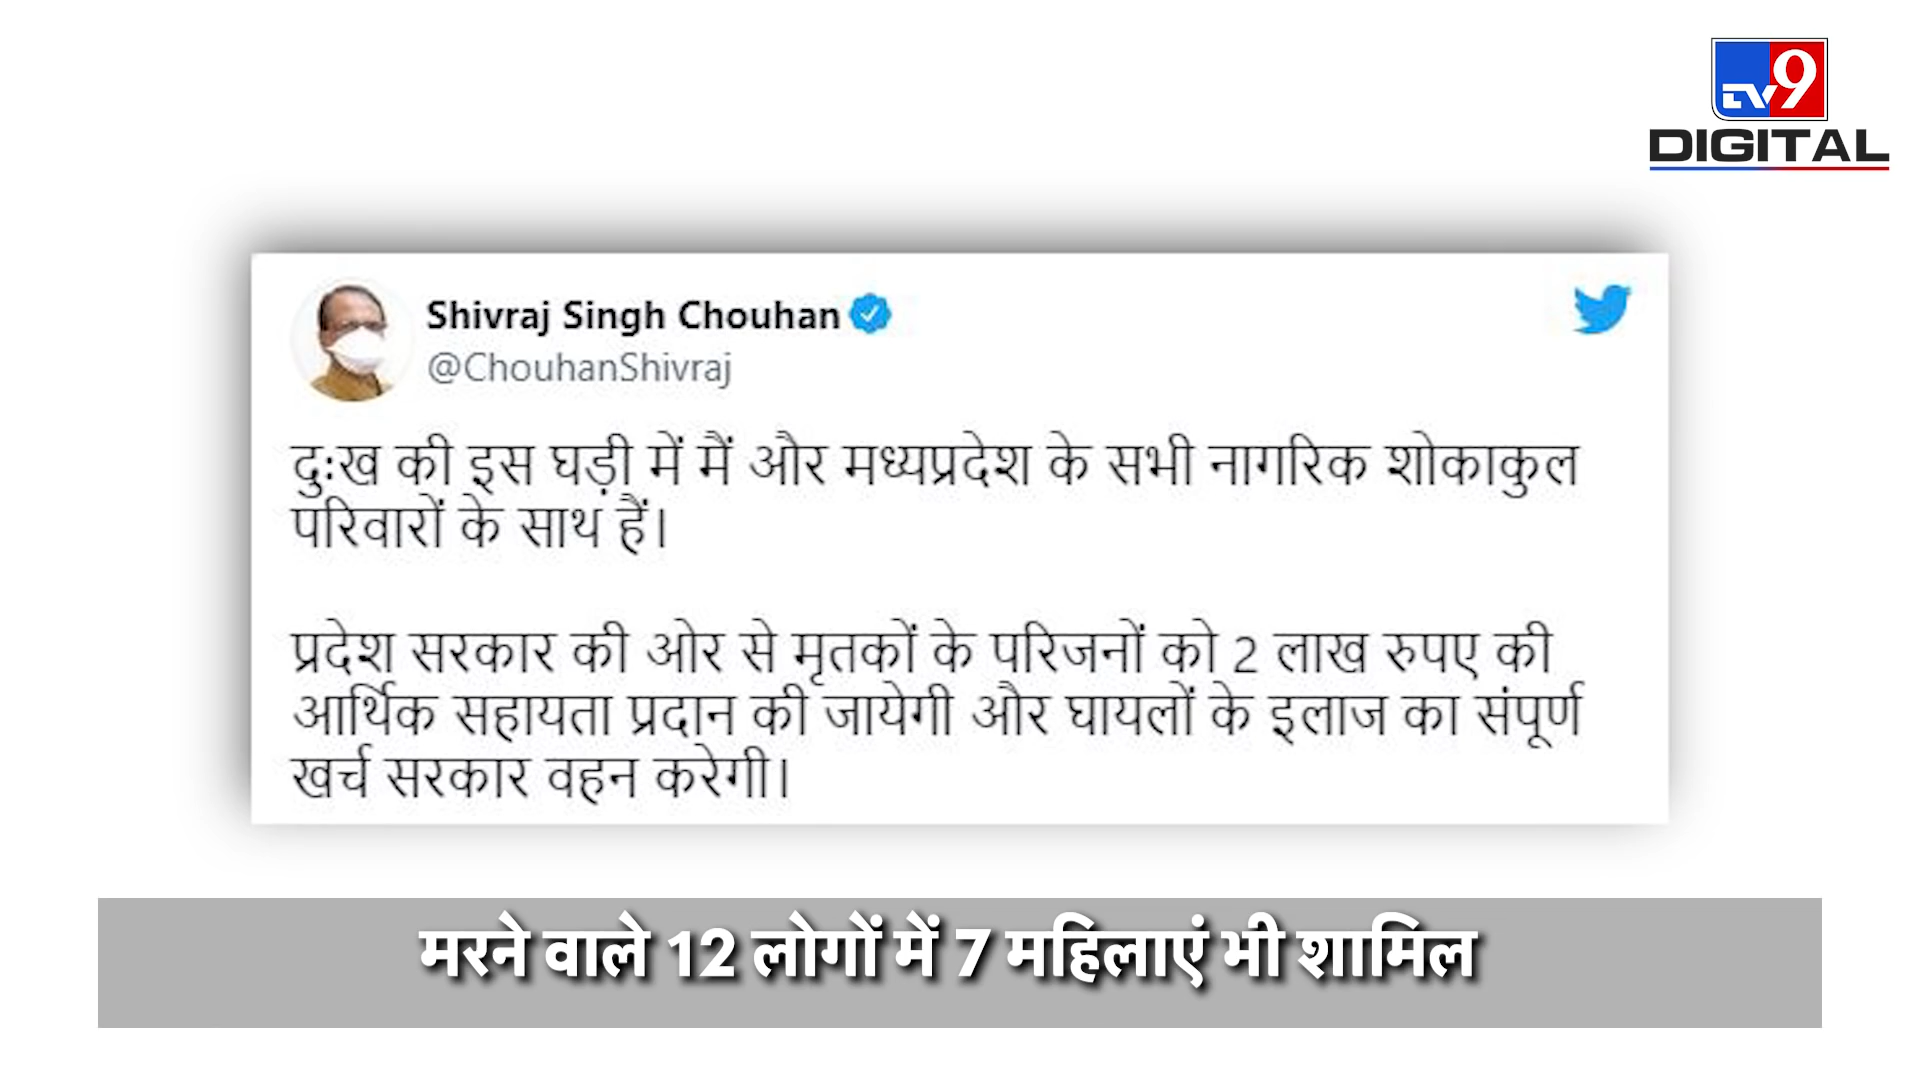 TV9
DIGITAL
Shivraj Singh Chouhan
@ChouhanShivraj
दुःख की इस घड़ी में मैं और मध्यप्रदेश के सभी नागरिक शोकाकुल
परिवारों के साथ हैं।
प्रदेश सरकार की ओर से मृतकों के परिजनों को 2 लाख रुपए की
आर्थिक सहायता प्रदान की जायेगी और घायलों के इलाज का संपूर्ण
खर्च सरकार वहन करेगी।
मरने वाले 12 लोगों में 7 महिलाएं भी शामिल